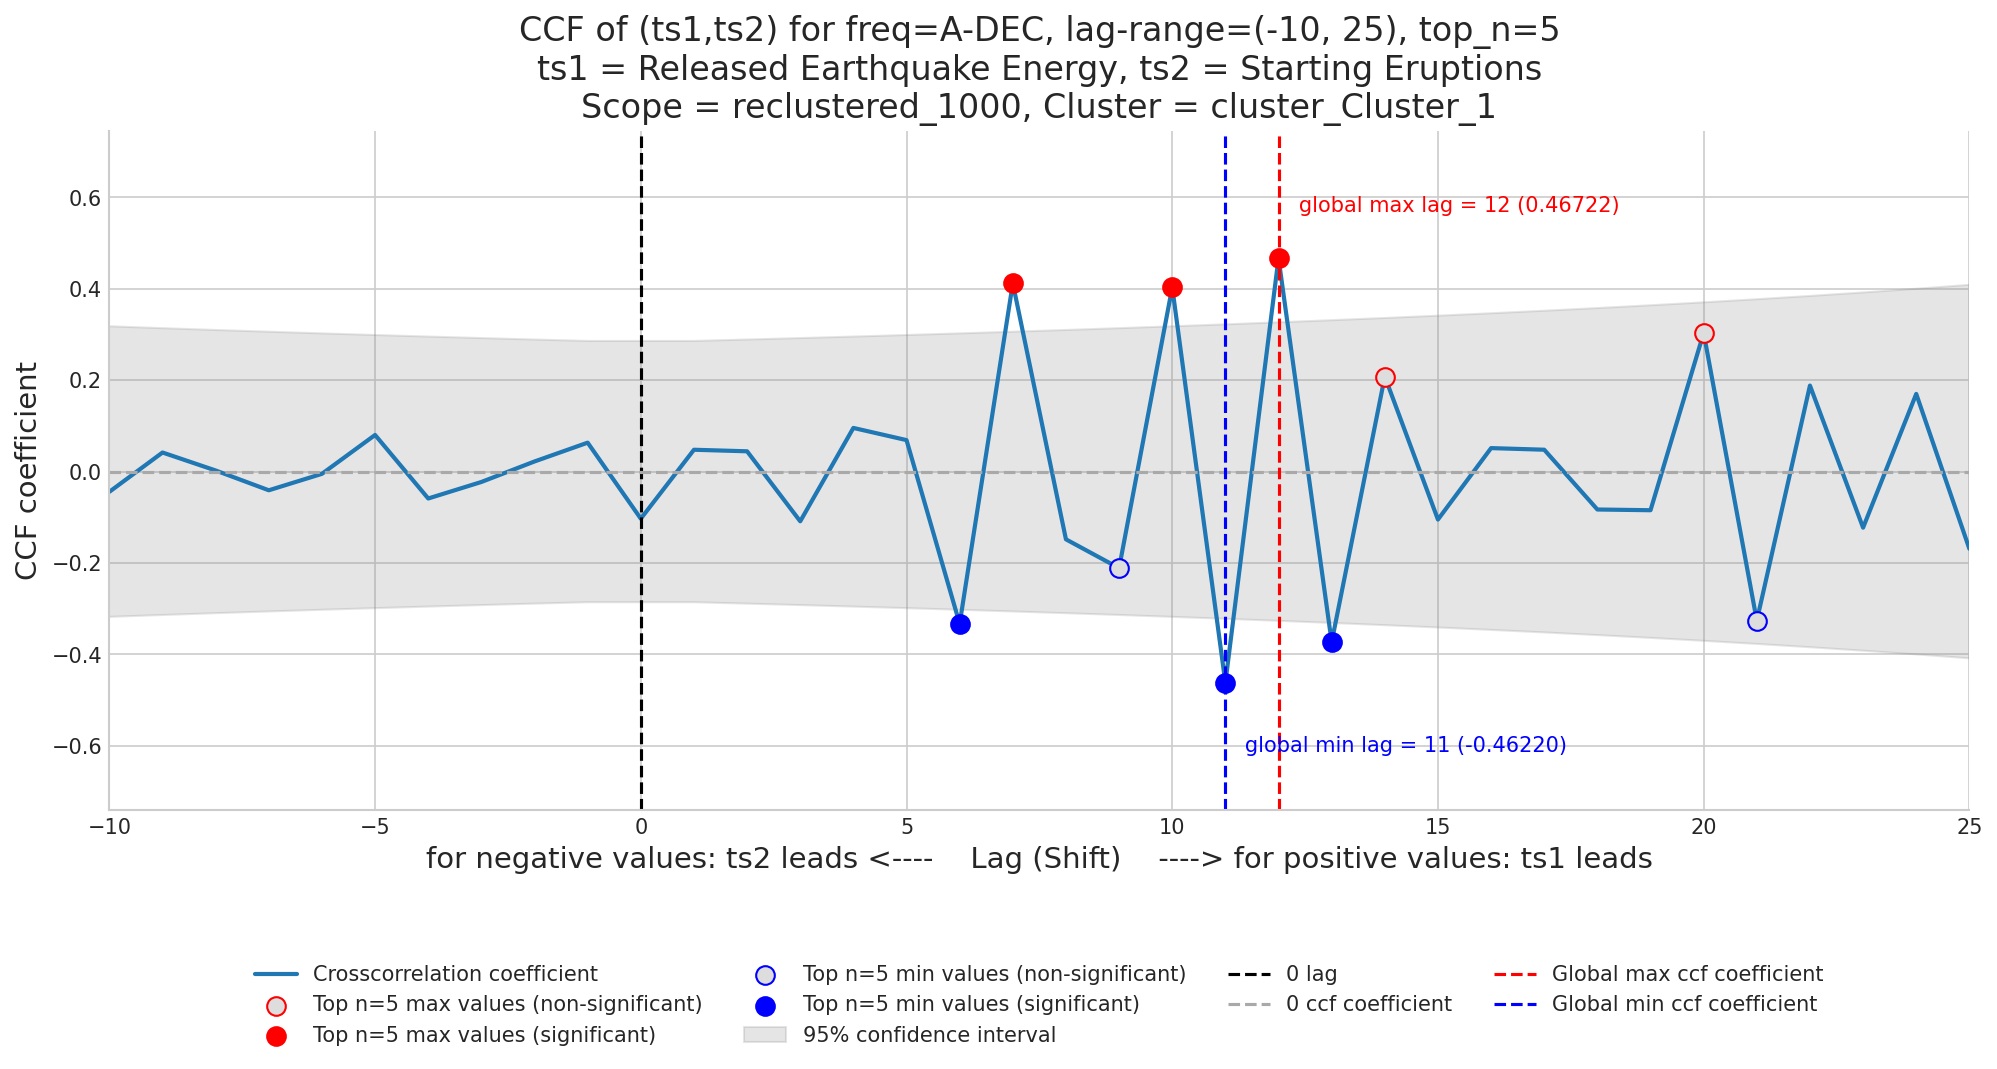 CCF of (ts1,ts2) for freq=A-DEC, lag-range=(-10, 25), top_n=5
ts1 = Released Earthquake Energy, ts2 = Starting Eruptions
Scope = reclustered_1000, Cluster = cluster_Cluster_1
CCF coefficient
0.6
0.4
0.2
0.0
−0.2
−0.4
−0.6
global max lag = 12 (0.46722)
global min lag = 11 (-0.46220)
−10 −5 0 5 10 15 20 25
for negative values: ts2 leads <---- Lag (Shift) ----> for positive values: ts1 leads
Crosscorrelation coefficient
Top n=5 max values (non-significant)
Top n=5 max values (significant)
Top n=5 min values (non-significant)
Top n=5 min values (significant)
95% confidence interval
0 lag
0 ccf coefficient
Global max ccf coefficient
Global min ccf coefficient